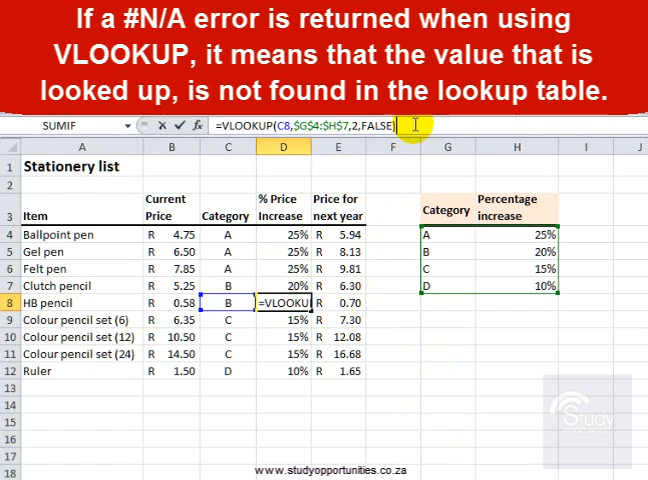 If a #N/A error is returned when using
VLOOKUP, it means that the value that is
looked up, is not found in the lookup table.
SUMIF fx =VLOOKUP(C8,$G$4:$H$7,2,FALSE)
A B C D E F G H I J
1 Stationery list
2
Current % Price Price for Percentage
3 Item Price Category Increase next year Category increase
4 Ballpoint pen R 4.75 A 25% R 5.94 A 25%
5 Gel pen R 6.50 A 25% R 8.13 B 20%
6 Felt pen R 7.85 A 25% R 9.81 C 15%
7 Clutch pencil R 5.25 B 20% R 6.30 D 10%
8 HB pencil R 0.58 B =VLOOKU R 0.70
9 Colour pencil set (6) R 6.35 C 15% R 7.30
10 Colour pencil set (12) R 10.50 C 15% R 12.08
11 Colour pencil set (24) R 14.50 C 15% R 16.68
12 Ruler R 1.50 D 10% R 1.65
13
14
15
16
17
18
Study
www.studyopportunities.co.za